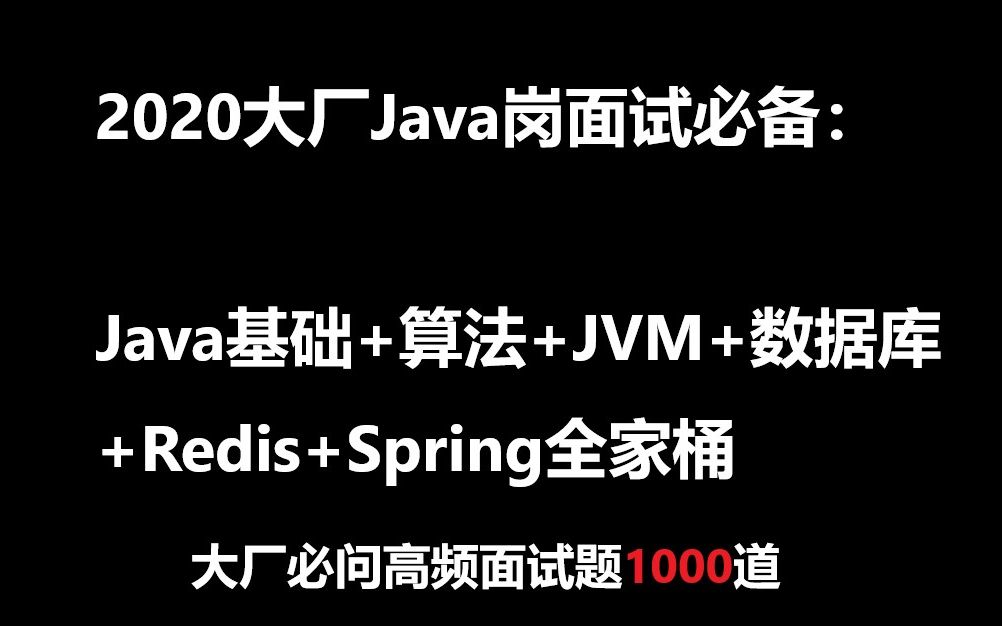 2020大厂Java岗面试必备：
Java基础+算法+JVM+数据库
+Redis+Spring全家桶
大厂必问高频面试题1000道